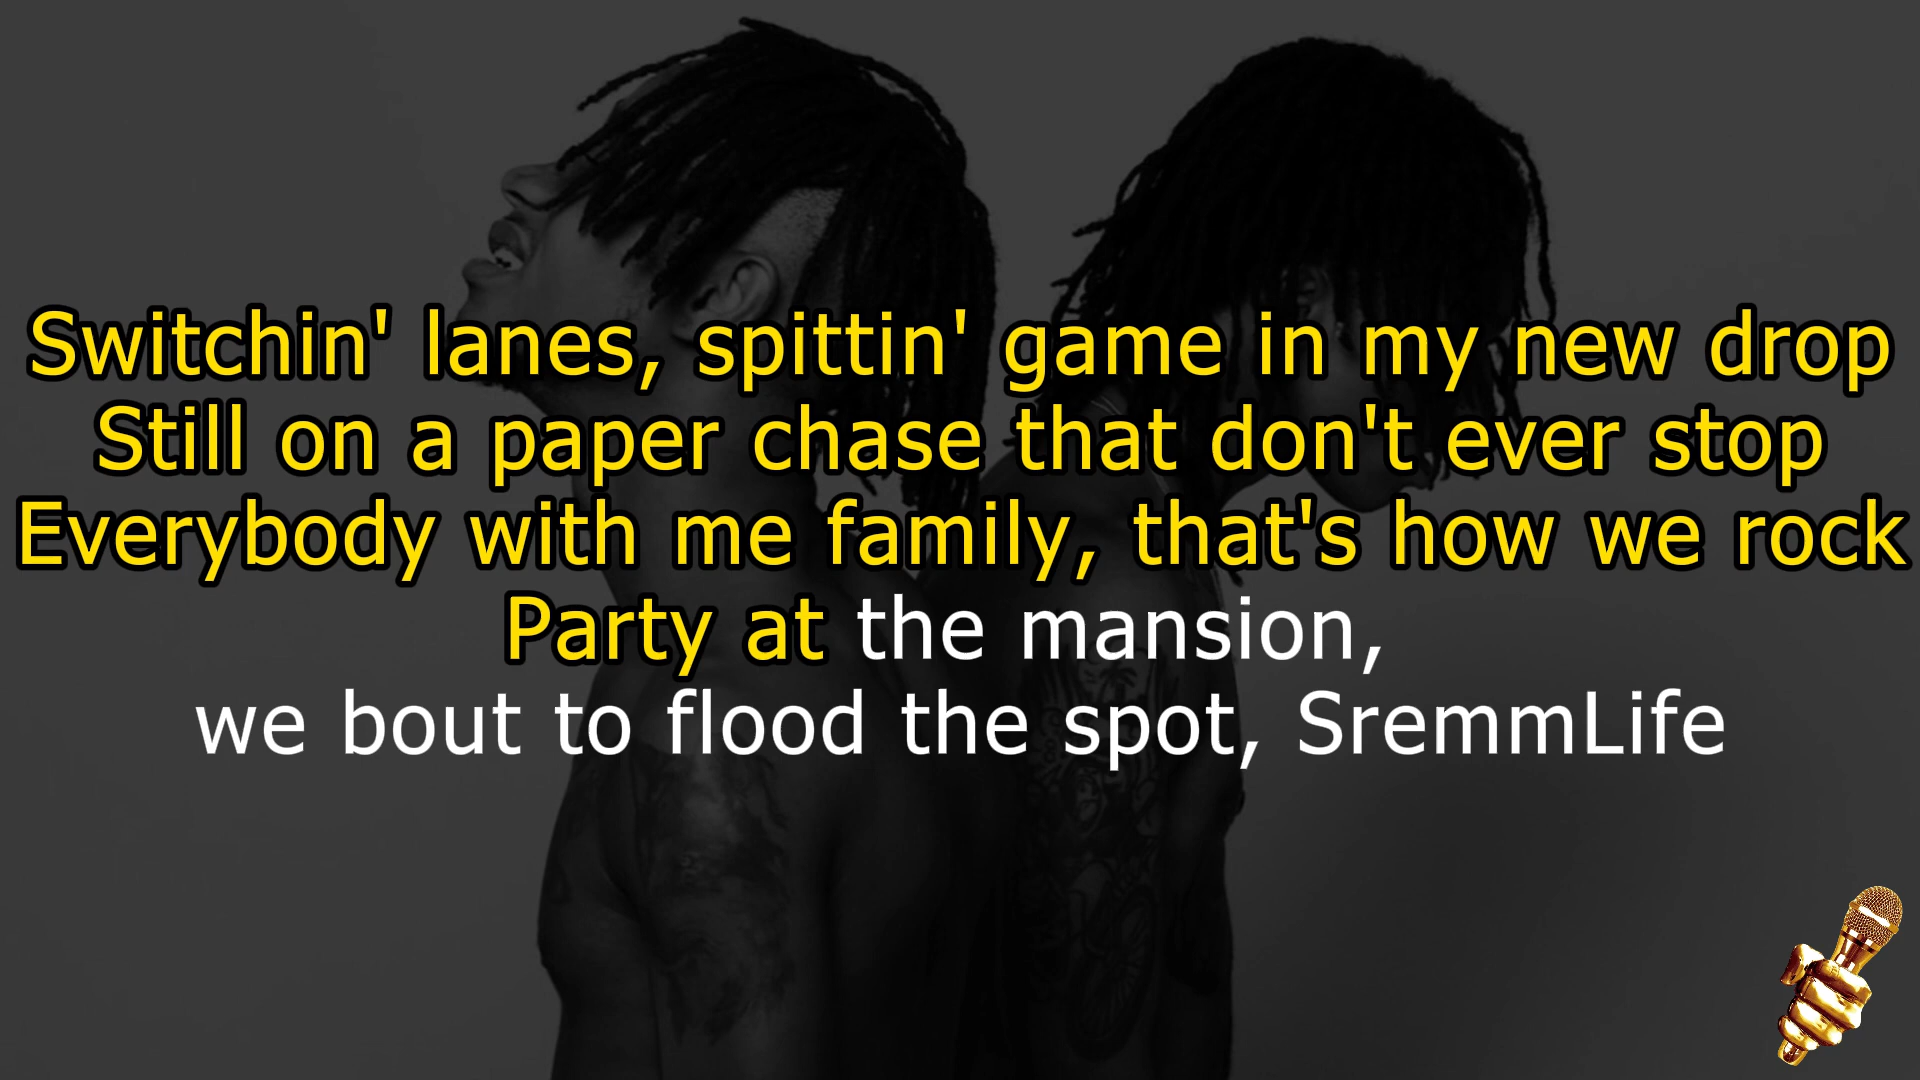 Switchin' lanes, spittin' game in my new drop
Still on a paper chase that don't ever stop
Everybody with me family, that's how we rock
Party at the mansion,
we bout to flood the spot, SremmLife